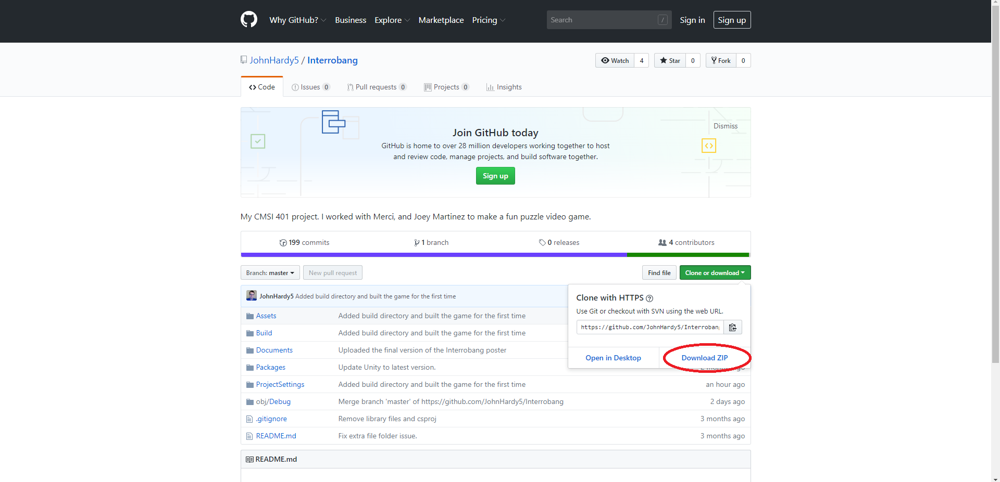 Why GitHub? Business Explore Marketplace Pricing Search / Sign in Sign up
JohnHardy5 / Interrobang Watch 4 Star 0 Fork 0
Code Issues 0 Pull requests 0 Projects 0 Insights
Dismiss
Join GitHub today
GitHub is home to over 28 million developers working together to host
and review code, manage projects, and build software together.
Sign up
My CMSI 401 project. I worked with Merci, and Joey Martinez to make a fun puzzle video game.
199 commits 1 branch 0 releases 4 contributors
Branch: master New pull request Find file Clone or download
JohnHardy5 Added build directory and built the game for the first time
Clone with HTTPS
Use Git or checkout with SVN using the web URL.
https://github.com/JohnHardy5/Interroban
Open in Desktop Download ZIP
Assets Added build directory and built the game for the first time
Build Added build directory and built the game for the first time
Documents Uploaded the final version of the Interrobang poster
Packages Update Unity to latest version. 2 months ago
ProjectSettings Added build directory and built the game for the first time an hour ago
obj/Debug Merge branch 'master' of https://github.com/JohnHardy5/Interrobang 2 days ago
.gitignore Remove library files and csproj 3 months ago
README.md Fix extra file folder issue. 3 months ago
README.md